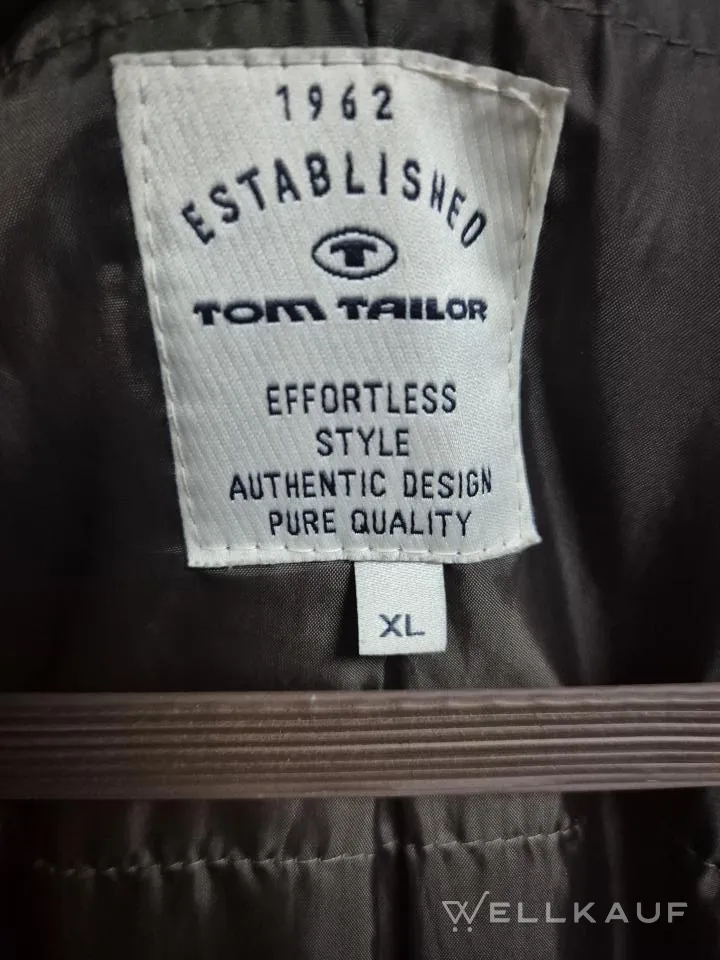 1962
ESTABLISHED
T
TOM TAILOR
EFFORTLESS
STYLE
AUTHENTIC DESIGN
PURE QUALITY
XL
WELLKAUF